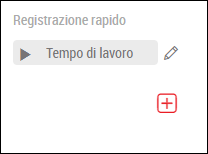 Registrazione rapido
Tempo di lavoro